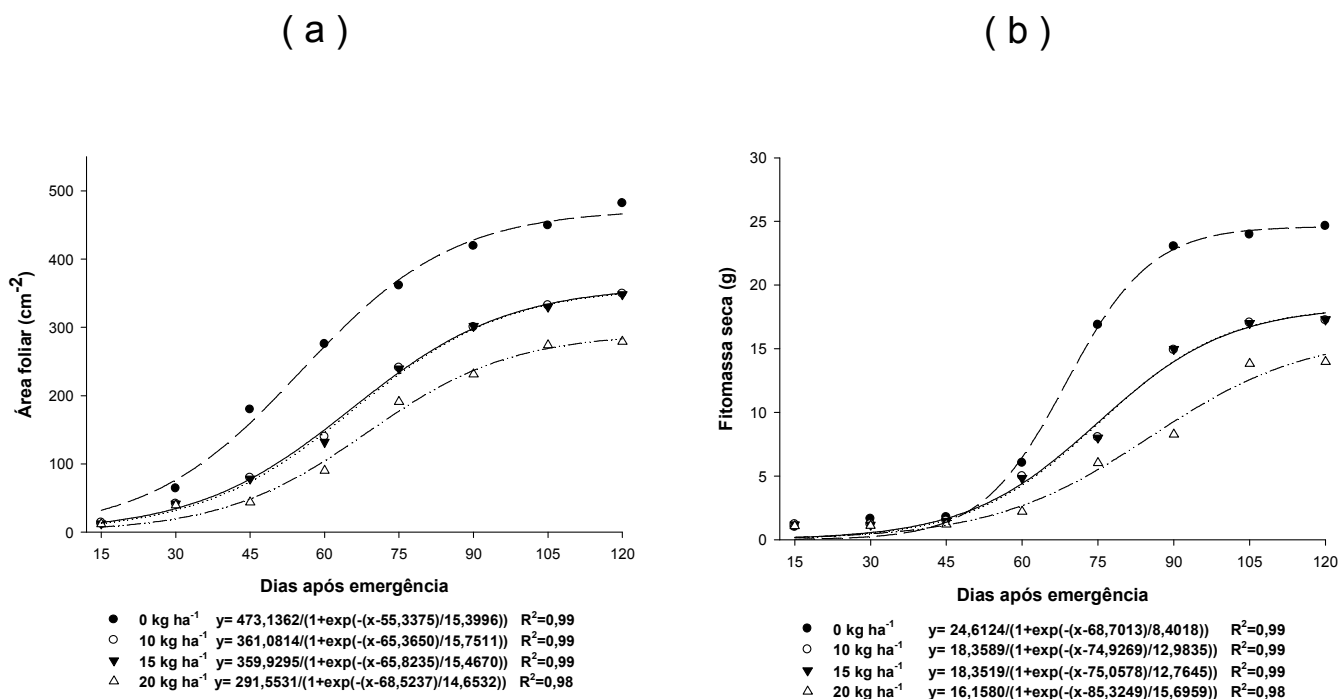 ( a )
( b )
Área foliar (cm-2)
500
400
300
200
100
0
15 30 45 60 75 90 105 120
Dias após emergência
0 kg ha-1 y= 473,1362/(1+exp(-(x-55,3375)/15,3996)) R2=0,99
10 kg ha-1 y= 361,0814/(1+exp(-(x-65,3650)/15,7511)) R2=0,99
15 kg ha-1 y= 359,9295/(1+exp(-(x-65,8235)/15,4670)) R2=0,99
20 kg ha-1 y= 291,5531/(1+exp(-(x-68,5237)/14,6532)) R2=0,98
Fitomassa seca (g)
30
25
20
15
10
5
0
15 30 45 60 75 90 105 120
Dias após emergência
0 kg ha-1 y= 24,6124/(1+exp(-(x-68,7013)/8,4018)) R2=0,99
10 kg ha-1 y= 18,3589/(1+exp(-(x-74,9269)/12,9835)) R2=0,99
15 kg ha-1 y= 18,3519/(1+exp(-(x-75,0578)/12,7645)) R2=0,99
20 kg ha-1 y= 16,1580/(1+exp(-(x-85,3249)/15,6959)) R2=0,98